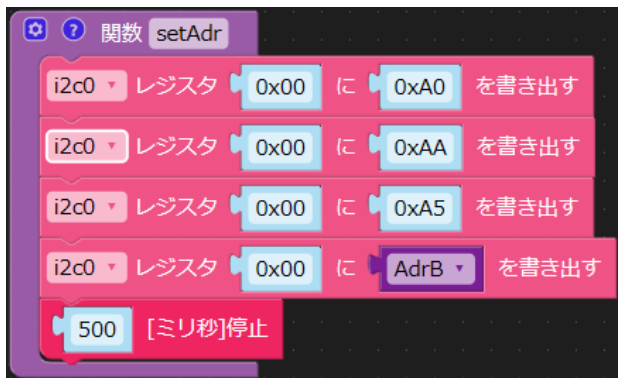 ? 関数 setAdr
i2c0 レジスタ 0x00 に 0xA0 を書き出す
i2c0 レジスタ 0x00 に 0xAA を書き出す
i2c0 レジスタ 0x00 に 0xA5 を書き出す
i2c0 レジスタ 0x00 に AdrB を書き出す
500 [ミリ秒]停止